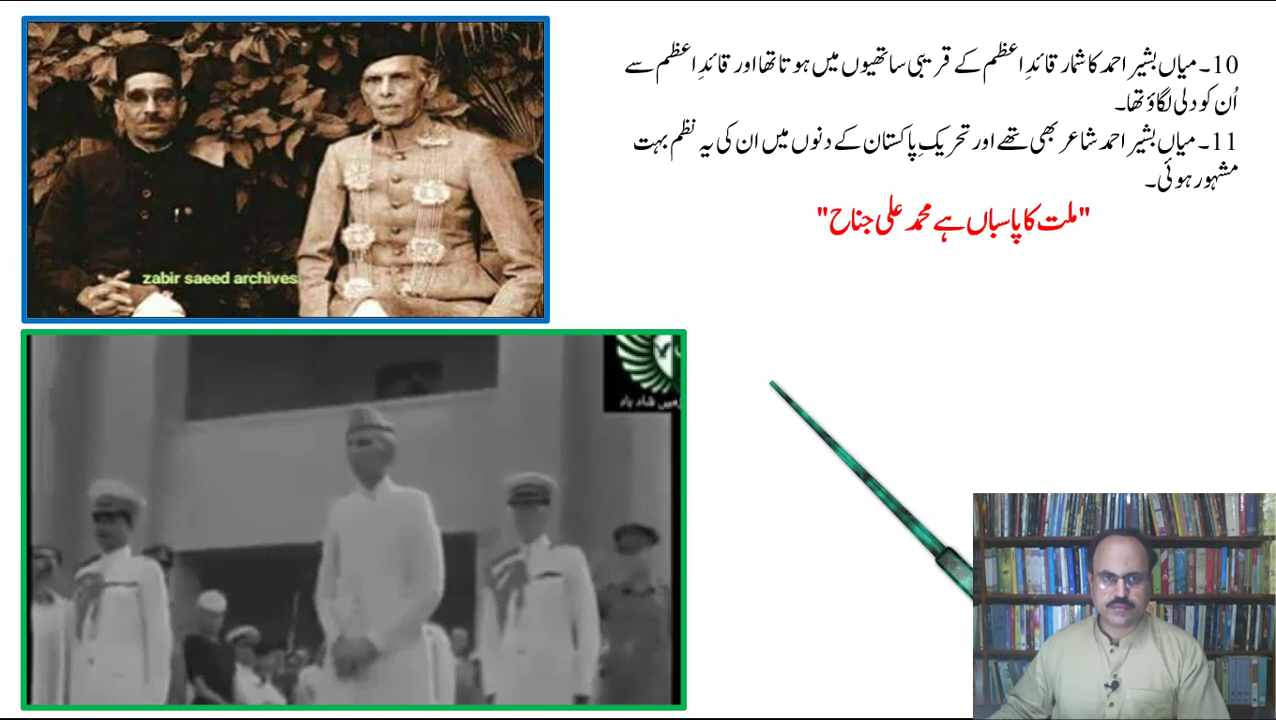 10۔میاں بشیر احمد کا شمار قائدِ اعظم کے قریبی ساتھیوں میں ہوتا تھا اور قائدِ اعظم سے
اُن کو دلی لگاؤ تھا۔
11۔میاں بشیر احمد شاعر بھی تھے اور تحریکِ پاکستان کے دنوں میں ان کی یہ نظم بہت
مشہور ہوئی۔
"ملت کا پاسباں ہے محمد علی جناح"
zabir saeed archives
شاد باد